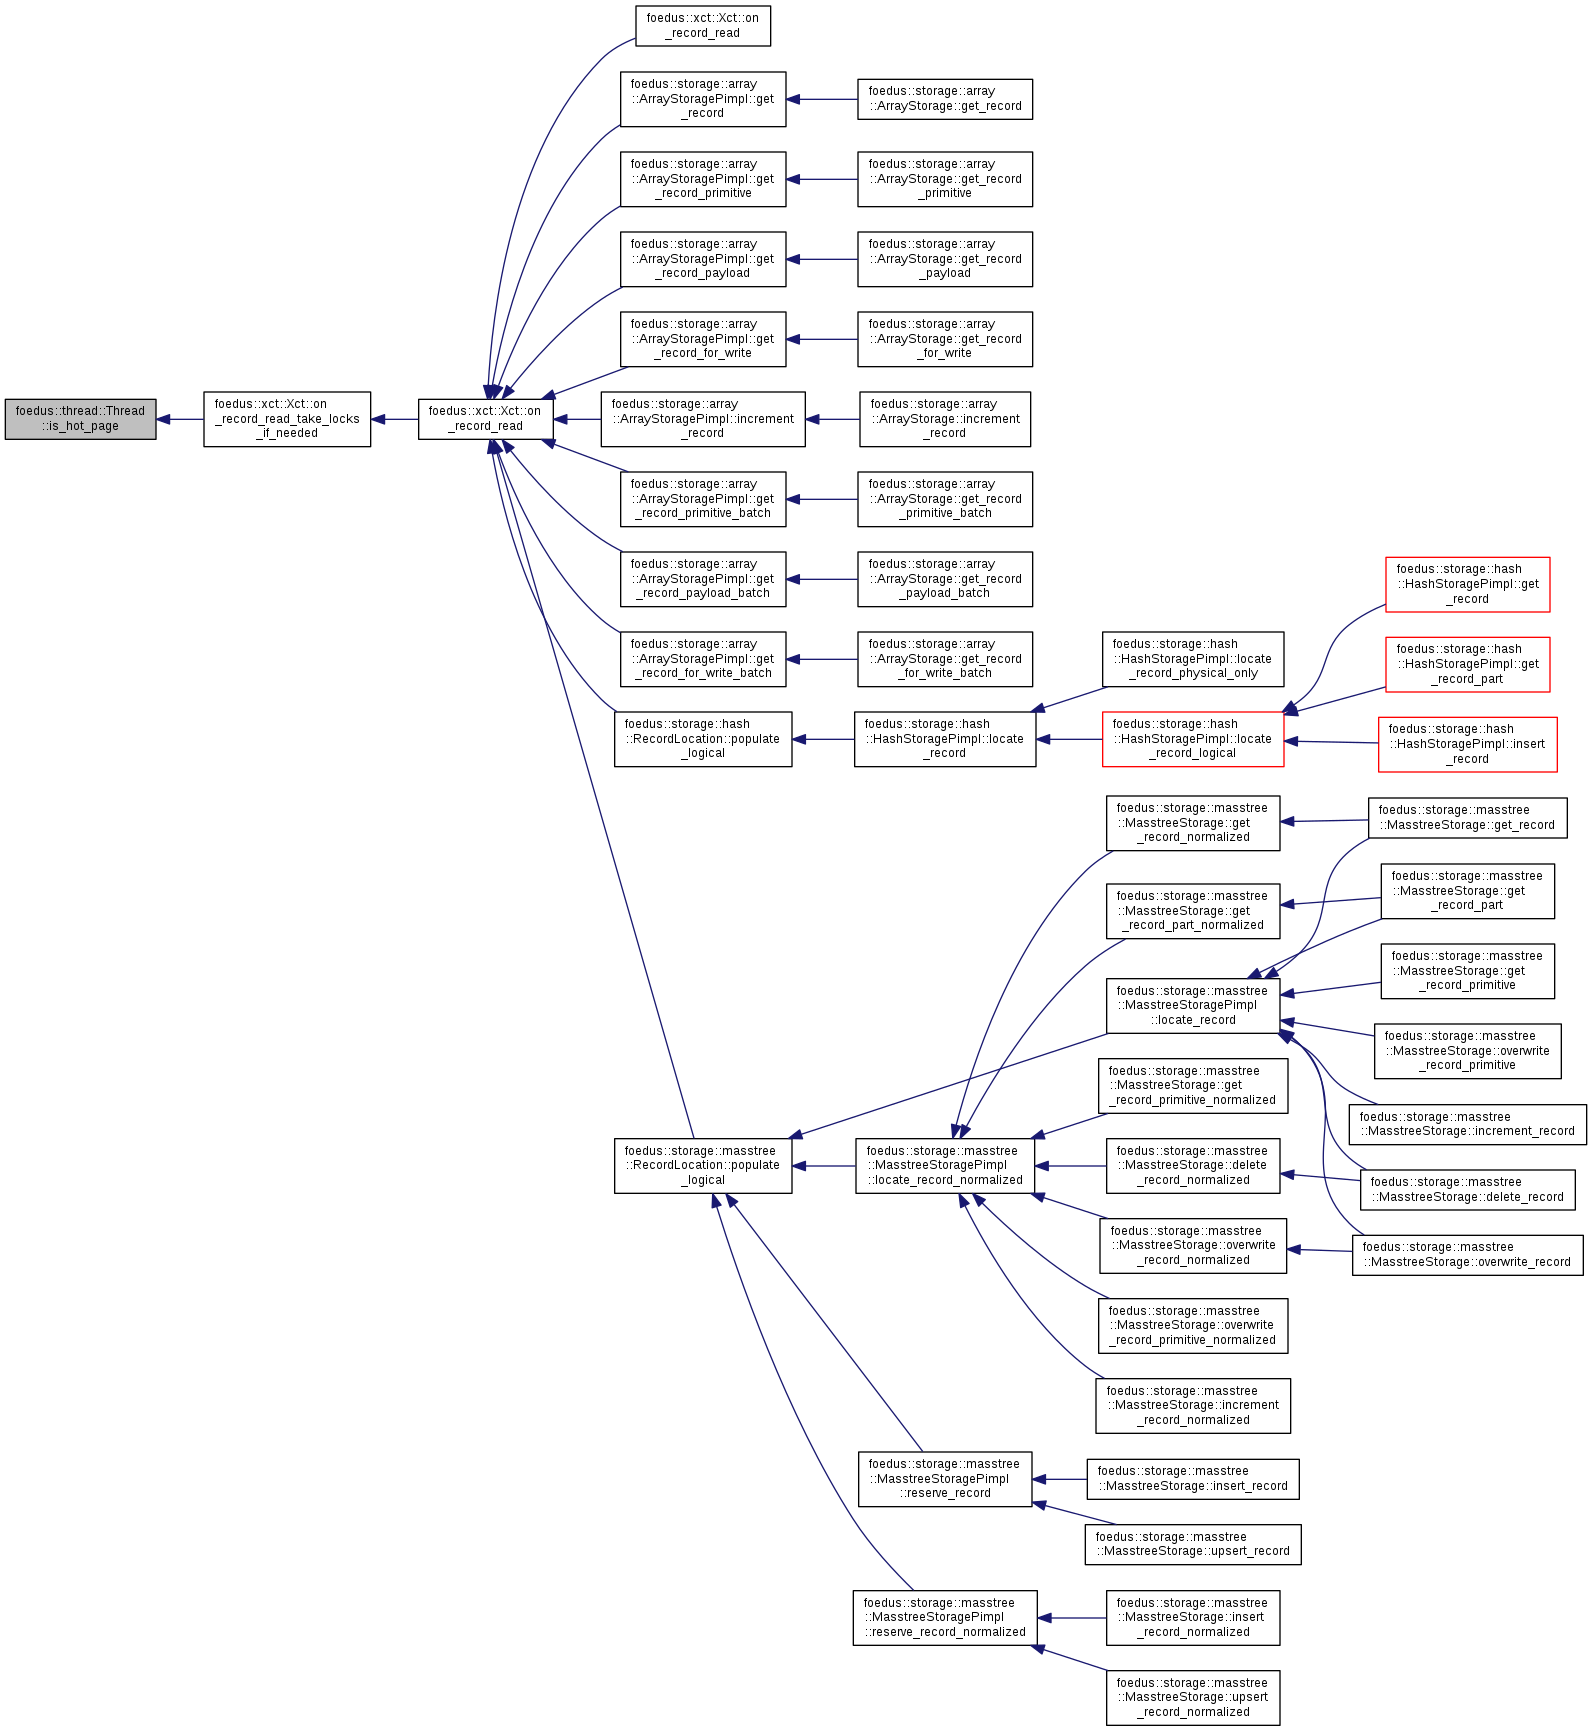 foedus::thread::Thread
::is_hot_page
foedus::xct::Xct::on
_record_read_take_locks
_if_needed
foedus::xct::Xct::on
_record_read
foedus::xct::Xct::on
_record_read
foedus::storage::array
::ArrayStoragePimpl::get
_record
foedus::storage::array
::ArrayStorage::get_record
foedus::storage::array
::ArrayStoragePimpl::get
_record_primitive
foedus::storage::array
::ArrayStorage::get_record
_primitive
foedus::storage::array
::ArrayStoragePimpl::get
_record_payload
foedus::storage::array
::ArrayStorage::get_record
_payload
foedus::storage::array
::ArrayStoragePimpl::get
_record_for_write
foedus::storage::array
::ArrayStorage::get_record
_for_write
foedus::storage::array
::ArrayStoragePimpl::increment
_record
foedus::storage::array
::ArrayStorage::increment
_record
foedus::storage::array
::ArrayStoragePimpl::get
_record_primitive_batch
foedus::storage::array
::ArrayStorage::get_record
_primitive_batch
foedus::storage::array
::ArrayStoragePimpl::get
_record_payload_batch
foedus::storage::array
::ArrayStorage::get_record
_payload_batch
foedus::storage::array
::ArrayStoragePimpl::get
_record_for_write_batch
foedus::storage::array
::ArrayStorage::get_record
_for_write_batch
foedus::storage::hash
::RecordLocation::populate
_logical
foedus::storage::hash
::HashStoragePimpl::locate
_record
foedus::storage::hash
::HashStoragePimpl::locate
_record_physical_only
foedus::storage::hash
::HashStoragePimpl::locate
_record_logical
foedus::storage::hash
::HashStoragePimpl::get
_record
foedus::storage::hash
::HashStoragePimpl::get
_record_part
foedus::storage::hash
::HashStoragePimpl::insert
_record
foedus::storage::masstree
::RecordLocation::populate
_logical
foedus::storage::masstree
::MasstreeStoragePimpl
::locate_record_normalized
foedus::storage::masstree
::MasstreeStorage::get
_record_normalized
foedus::storage::masstree
::MasstreeStorage::get
_record_part_normalized
foedus::storage::masstree
::MasstreeStoragePimpl
::locate_record
foedus::storage::masstree
::MasstreeStorage::get
_record_primitive_normalized
foedus::storage::masstree
::MasstreeStorage::delete
_record_normalized
foedus::storage::masstree
::MasstreeStorage::overwrite
_record_normalized
foedus::storage::masstree
::MasstreeStorage::overwrite
_record_primitive_normalized
foedus::storage::masstree
::MasstreeStorage::increment
_record_normalized
foedus::storage::masstree
::MasstreeStorage::get_record
foedus::storage::masstree
::MasstreeStorage::get
_record_part
foedus::storage::masstree
::MasstreeStorage::get
_record_primitive
foedus::storage::masstree
::MasstreeStorage::overwrite
_record_primitive
foedus::storage::masstree
::MasstreeStorage::increment_record
foedus::storage::masstree
::MasstreeStorage::delete_record
foedus::storage::masstree
::MasstreeStorage::overwrite_record
foedus::storage::masstree
::MasstreeStoragePimpl
::reserve_record
foedus::storage::masstree
::MasstreeStorage::insert_record
foedus::storage::masstree
::MasstreeStorage::upsert_record
foedus::storage::masstree
::MasstreeStoragePimpl
::reserve_record_normalized
foedus::storage::masstree
::MasstreeStorage::insert
_record_normalized
foedus::storage::masstree
::MasstreeStorage::upsert
_record_normalized